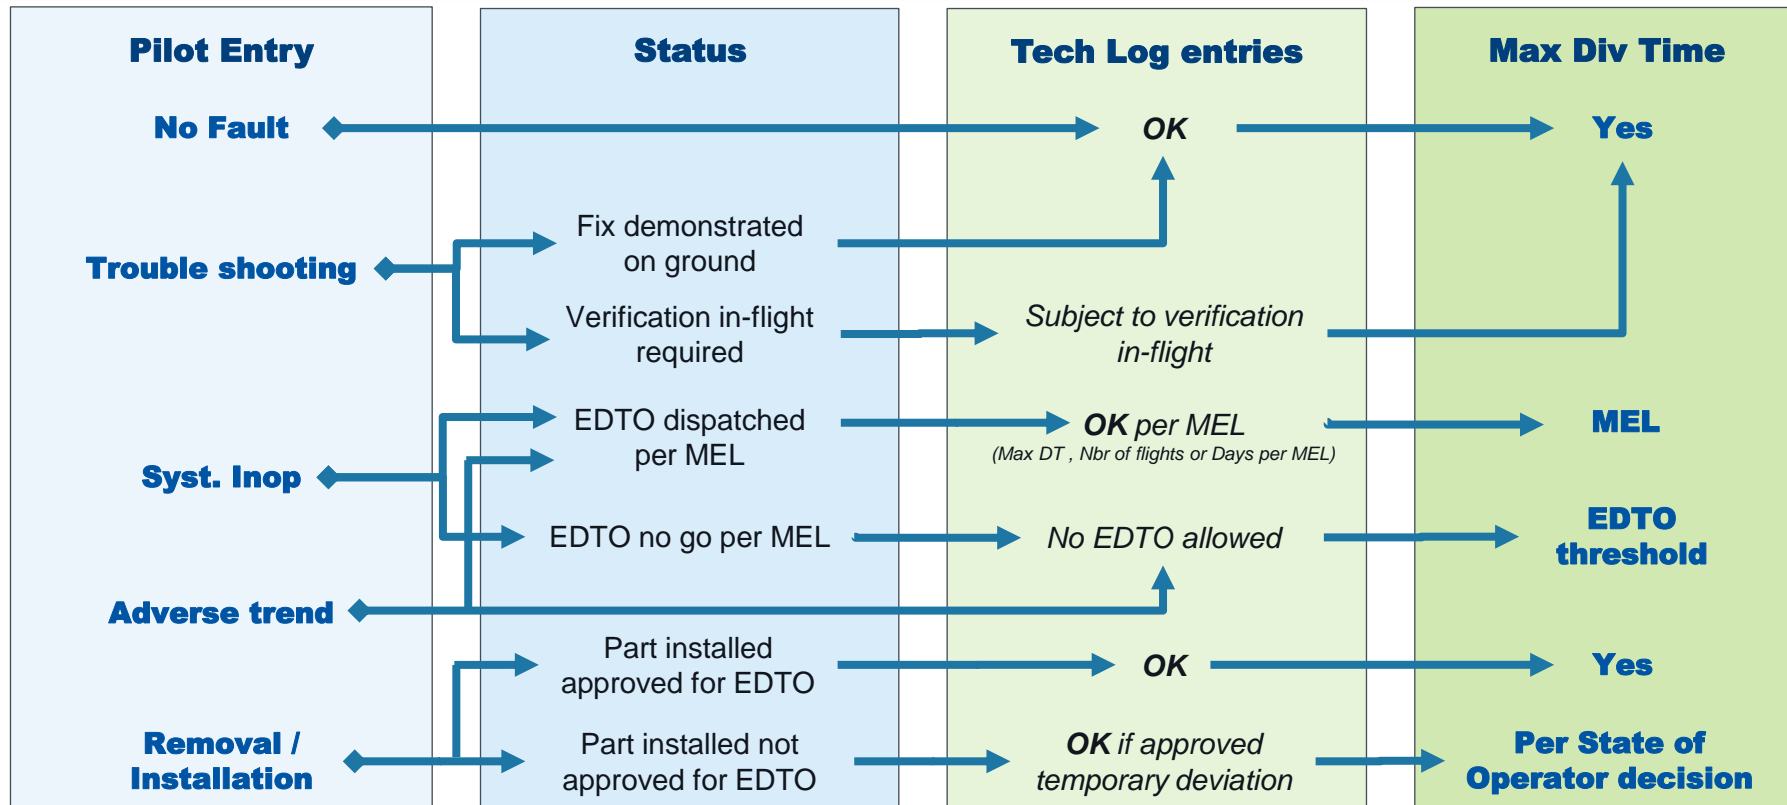 Pilot Entry
Status
Tech Log entries
Max Div Time
No Fault
OK
Yes
Trouble shooting
Fix demonstrated
on ground
Verification in-flight
required
Subject to verification
in-flight
Syst. Inop
EDTO dispatched
per MEL
OK per MEL
(Max DT , Nbr of flights or Days per MEL)
MEL
EDTO no go per MEL
No EDTO allowed
EDTO
threshold
Adverse trend
Part installed
approved for EDTO
OK
Yes
Removal /
Installation
Part installed not
approved for EDTO
OK if approved
temporary deviation
Per State of
Operator decision